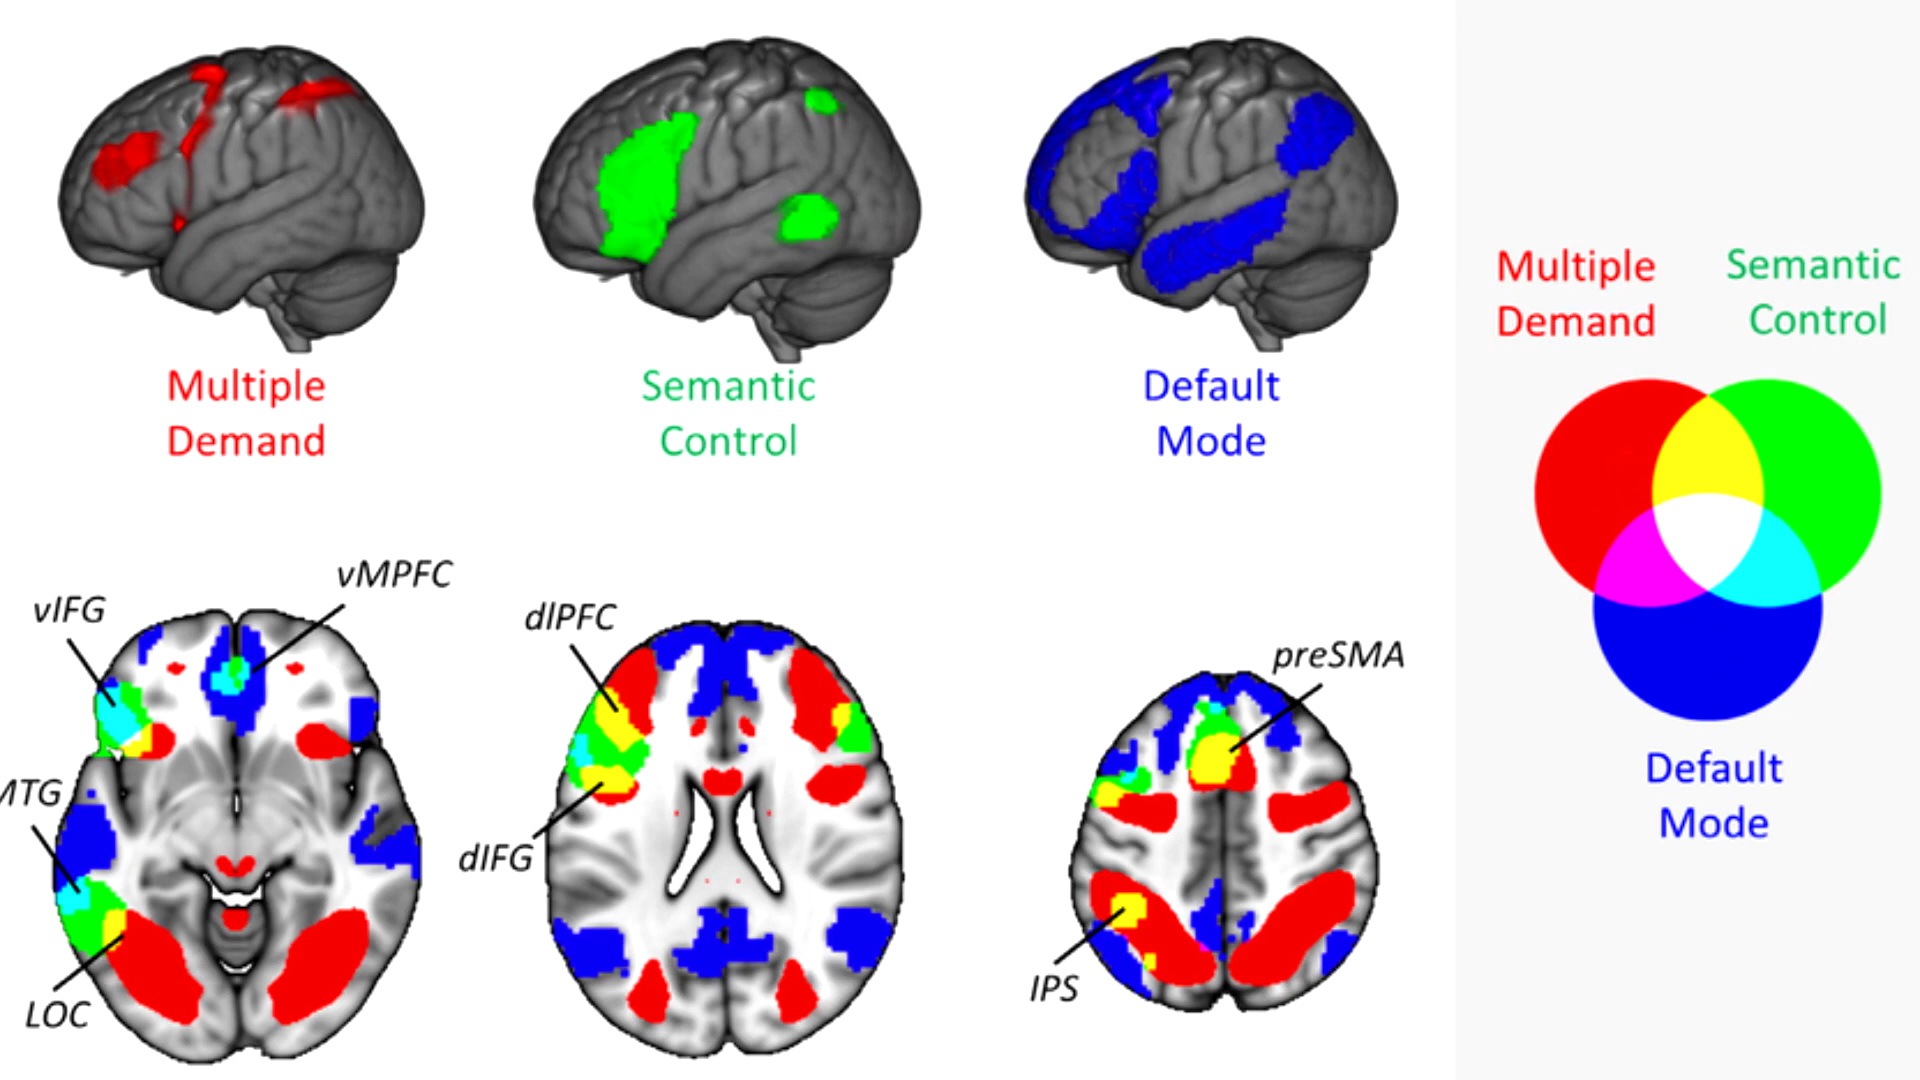 Multiple
Demand
Semantic
Control
Default
Mode
Multiple
Demand
Semantic
Control
Default
Mode
vIFG
vMPFC
MTG
LOC
dlPFC
dIFG
preSMA
IPS